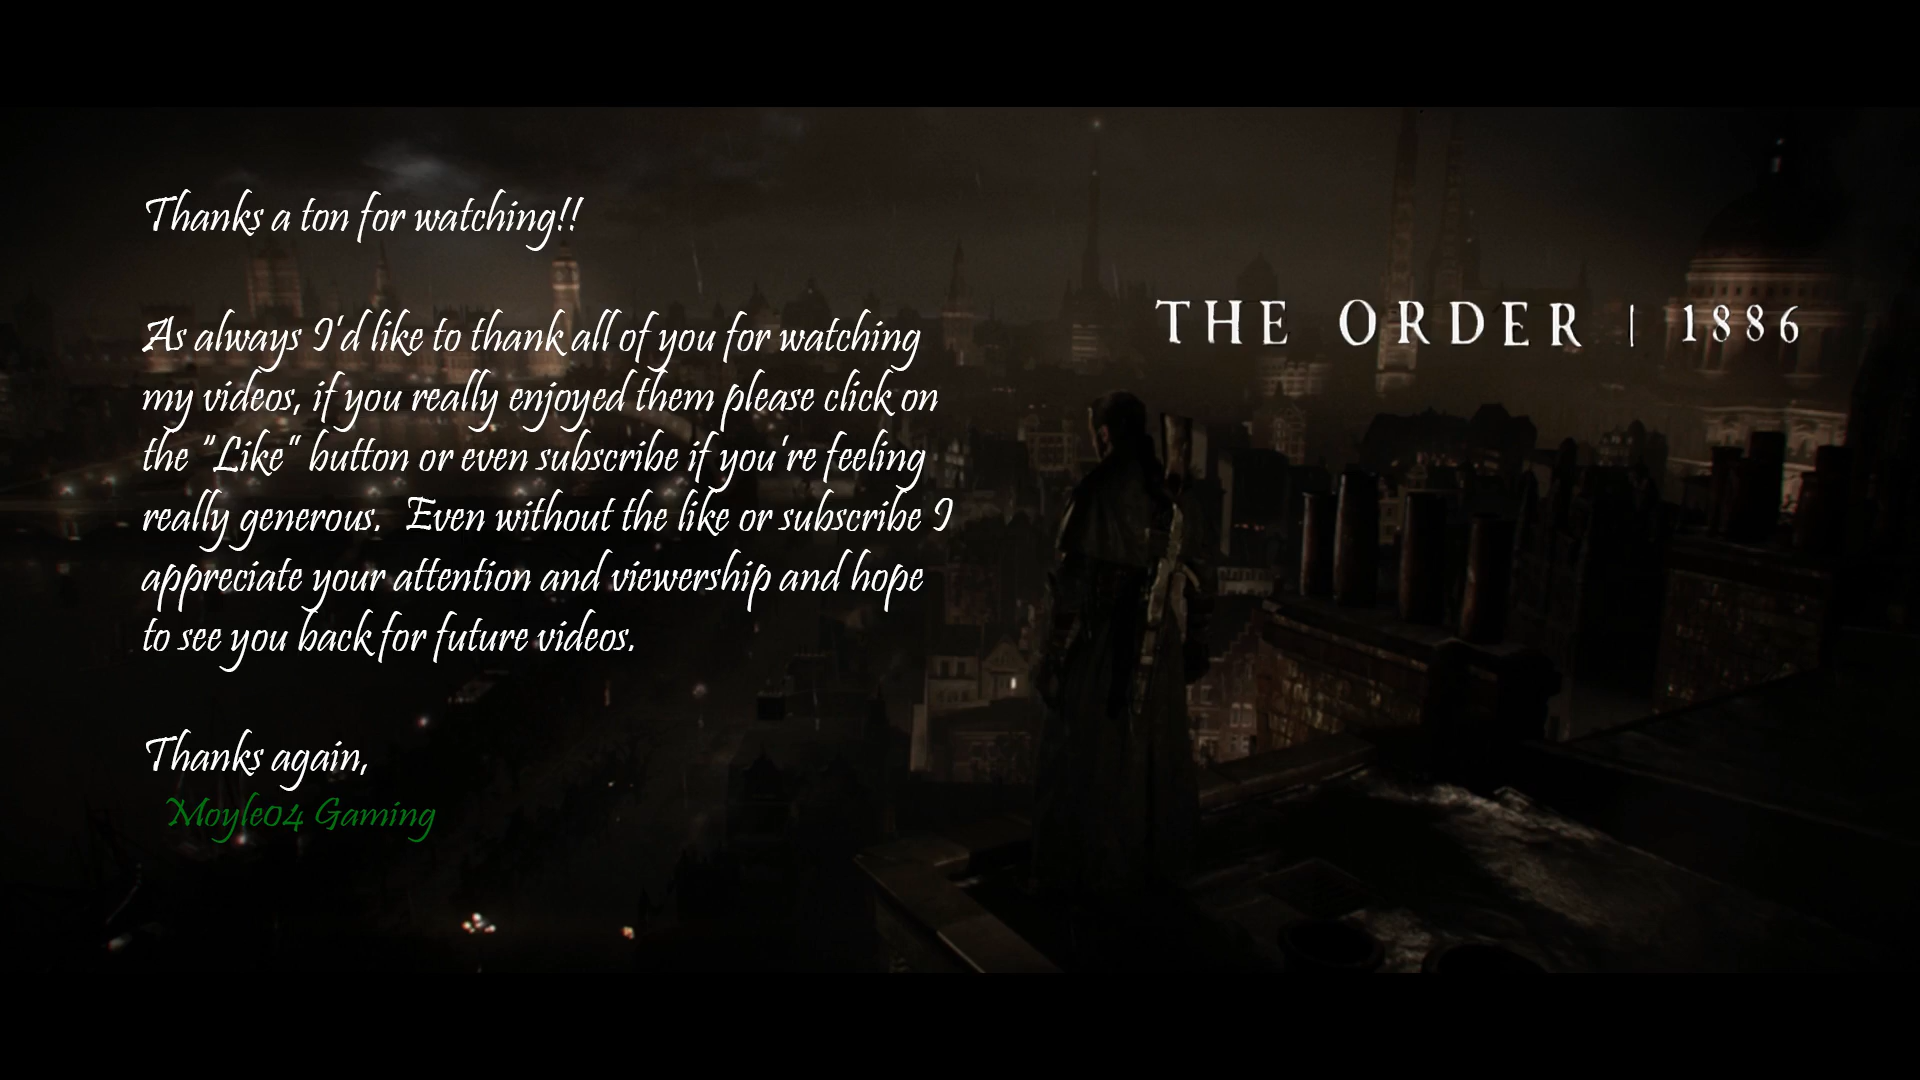 Thanks a ton for watching!!
As always I'd like to thank all of you for watching
my videos, if you really enjoyed them please click on
the "Like" button or even subscribe if you're feeling
really generous.  Even without the like or subscribe I
appreciate your attention and viewership and hope
to see you back for future videos.
Thanks again,
Moyle04 Gaming
THE ORDER | 1886